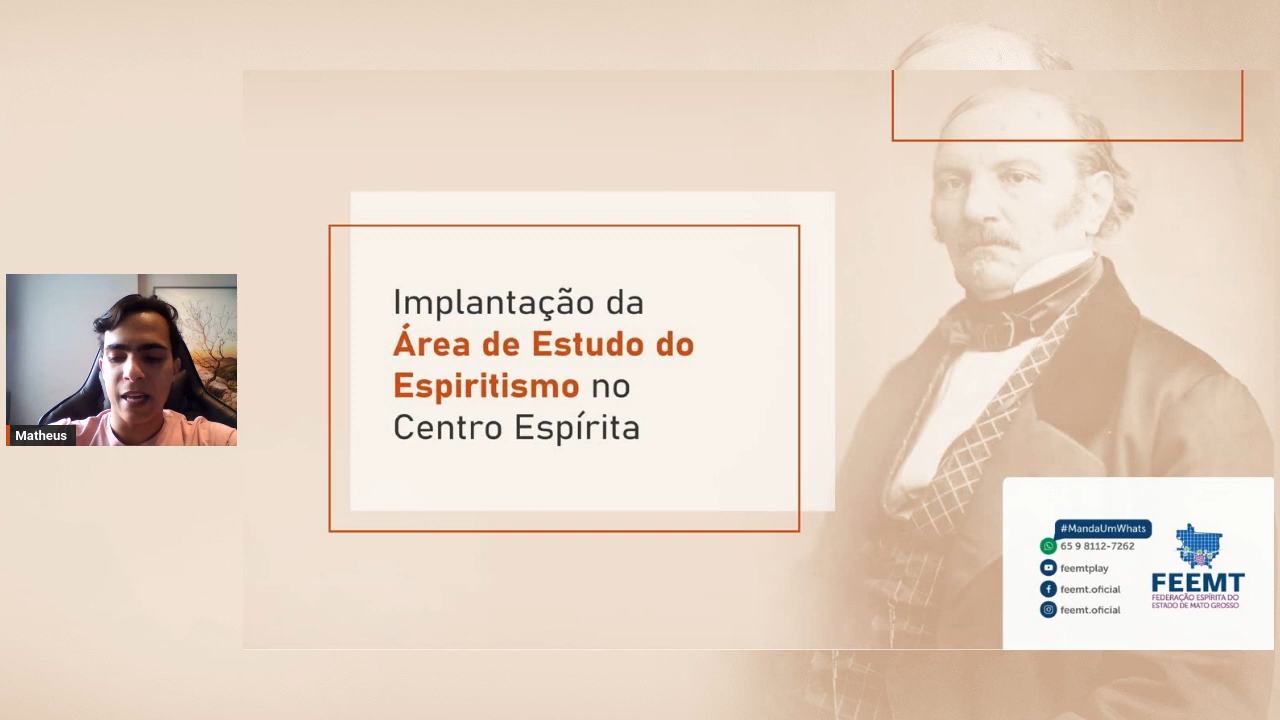 Implantação da
Área de Estudo do
Espiritismo no
Centro Espírita
Matheus
#MandaUmWhats
65 9 8112-7262
feemtplay
feemt.oficial
feemt.oficial
FEEMT
FEDERAÇÃO ESPÍRITA DO
ESTADO DE MATO GROSSO